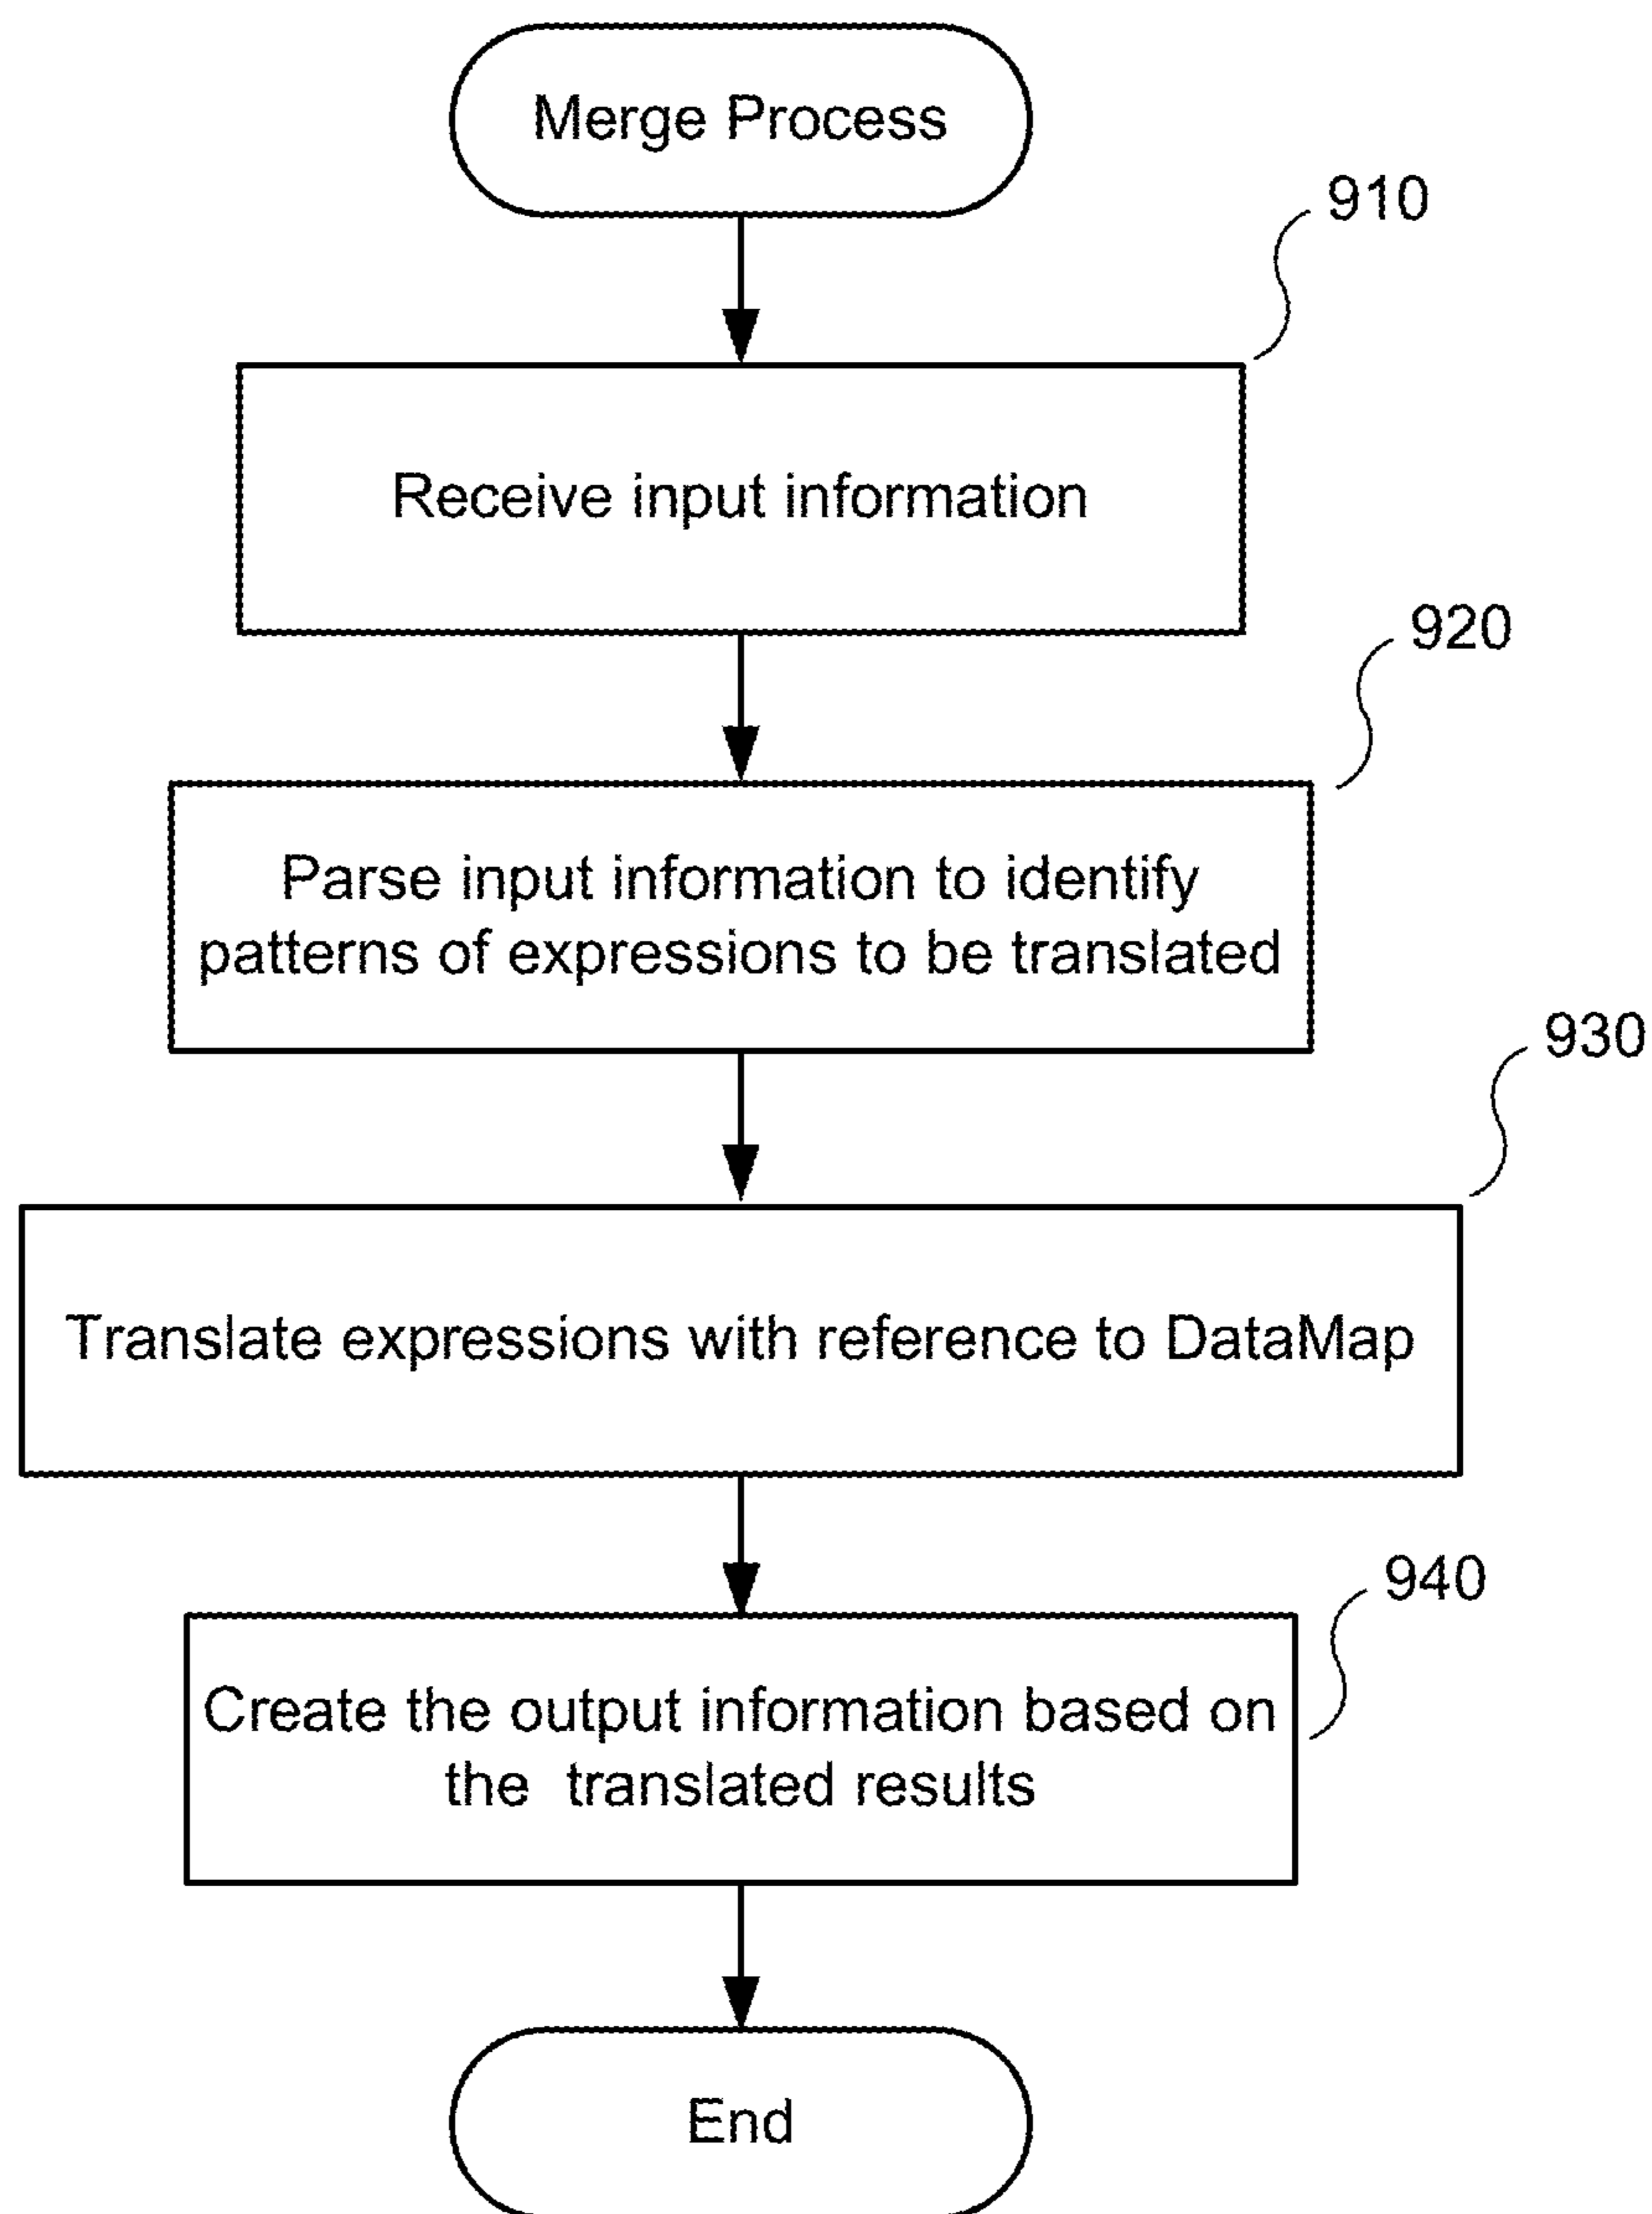 Merge Process
910
Receive input information
920
Parse input information to identify
patterns of expressions to be translated
930
Translate expressions with reference to DataMap
940
Create the output information based on
the translated results
End